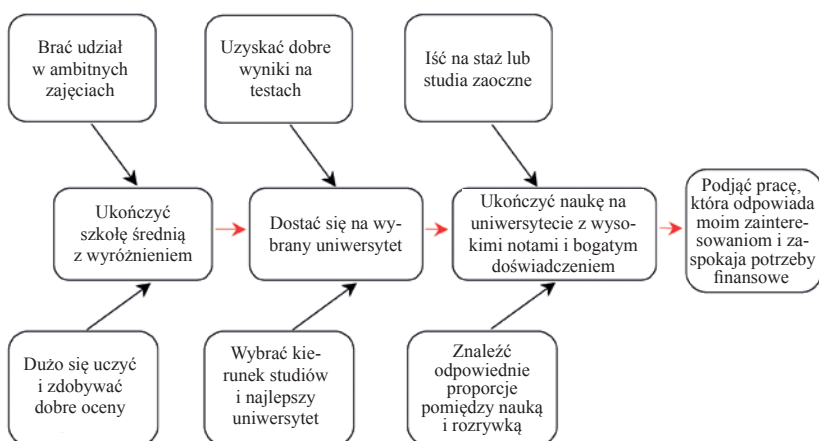 Brać udział
w ambitnych
zajęciach
Uzyskać dobre
wyniki na
testach
Iść na staż lub
studia zaoczne
Ukończyć
szkołę średnią
z wyróżnieniem
Dostać się na wy-
brany uniwersytet
Ukończyć naukę na
uniwersytecie z wyso-
kimi notami i bogatym
doświadczeniem
Podjąć pracę,
która odpowiada
moim zaintere-
sowaniom i za-
spokaja potrzeby
finansowe
Dużo się uczyć
i zdobywać
dobre oceny
Wybrać kie-
runek studiów
i najlepszy
uniwersytet
Znaleźć
odpowiednie
proporcje
pomiędzy nauką
i rozrywką